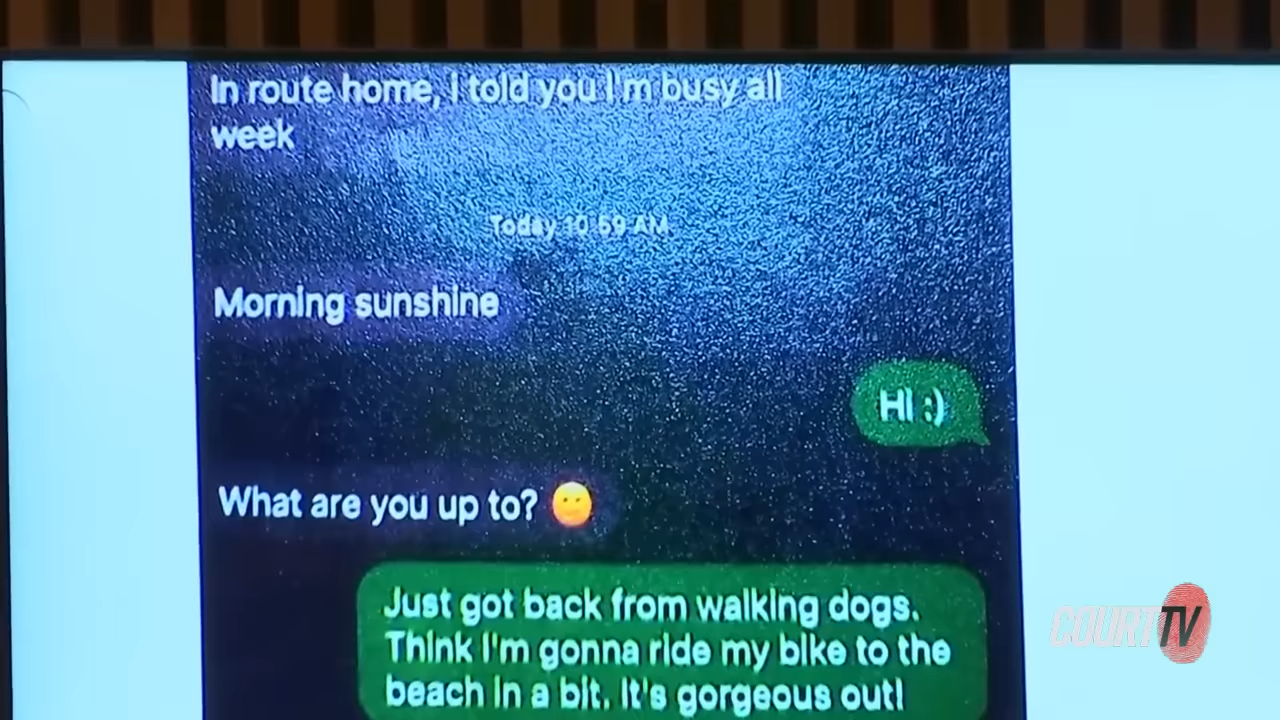 In route home, I told you I'm busy all
week
Today 10:59 AM
Morning sunshine
Hi :)
What are you up to? 🙂
Just got back from walking dogs.
Think I'm gonna ride my bike to the
beach in a bit. It's gorgeous out!
COURT TV